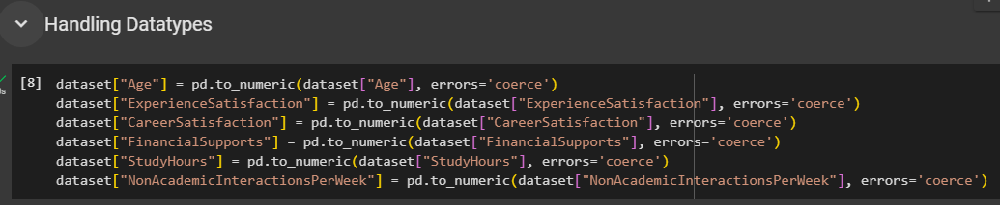 Handling Datatypes
[8] dataset["Age"] = pd.to_numeric(dataset["Age"], errors='coerce')
dataset["ExperienceSatisfaction"] = pd.to_numeric(dataset["ExperienceSatisfaction"], errors='coerce')
dataset["CareerSatisfaction"] = pd.to_numeric(dataset["CareerSatisfaction"], errors='coerce')
dataset["FinancialSupports"] = pd.to_numeric(dataset["FinancialSupports"], errors='coerce')
dataset["StudyHours"] = pd.to_numeric(dataset["StudyHours"], errors='coerce')
dataset["NonAcademicInteractionsPerWeek"] = pd.to_numeric(dataset["NonAcademicInteractionsPerWeek"], errors='coerce')